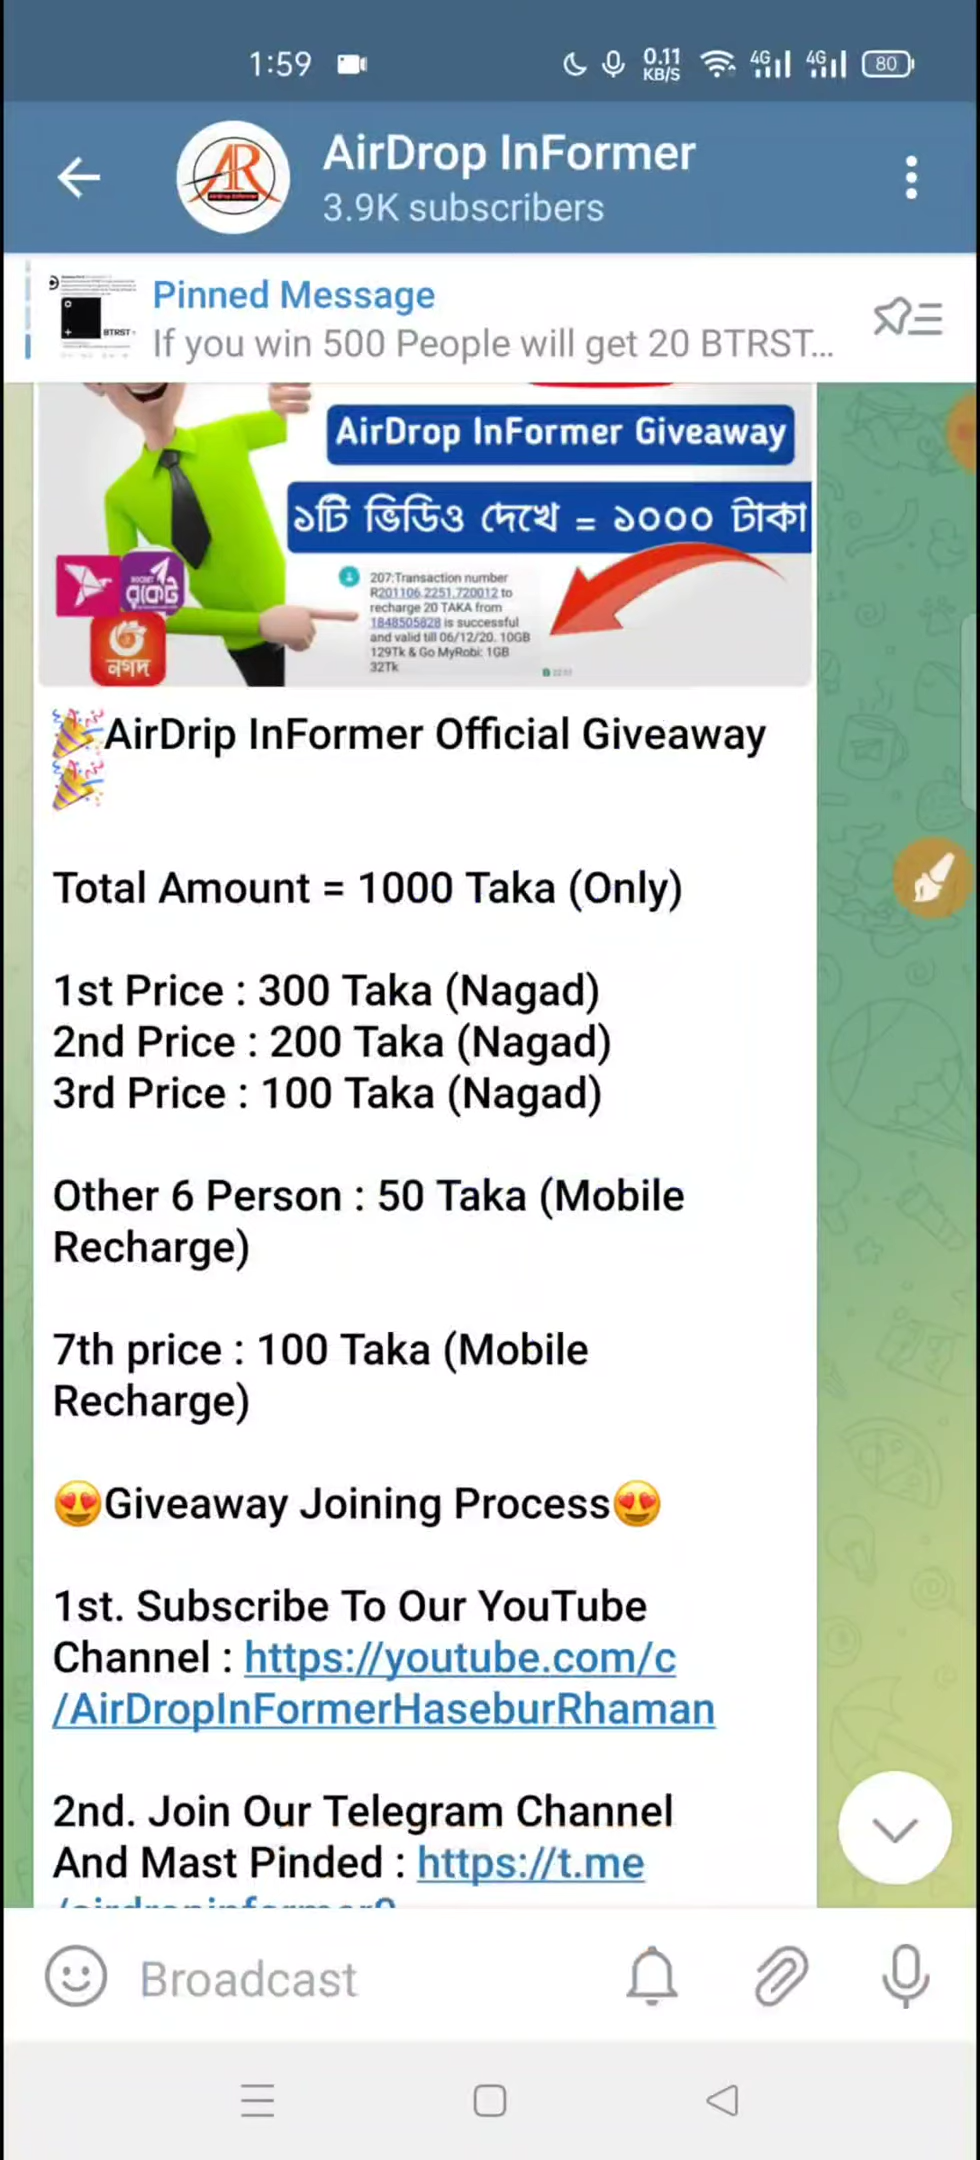 1:59
0.11 KB/S 4G 4G 80
AirDrop InFormer
3.9K subscribers
Pinned Message
If you win 500 People will get 20 BTRST...
BTRST
AirDrop InFormer Giveaway
১টি ভিডিও দেখে = ১০০০ টাকা
207:Transaction number
R201106.2251.720012 to
recharge 20 TAKA from
1848505828 is successful
and valid till 06/12/20. 10GB
129Tk & Go MyRobi: 1GB
32Tk
রকেট
নগদ
🎉AirDrip InFormer Official Giveaway
🎉
Total Amount = 1000 Taka (Only)
1st Price : 300 Taka (Nagad)
2nd Price : 200 Taka (Nagad)
3rd Price : 100 Taka (Nagad)
Other 6 Person : 50 Taka (Mobile
Recharge)
7th price : 100 Taka (Mobile
Recharge)
😍Giveaway Joining Process😍
1st. Subscribe To Our YouTube
Channel : https://youtube.com/c
/AirDropInFormerHaseburRhaman
2nd. Join Our Telegram Channel
And Mast Pinded : https://t.me
Broadcast